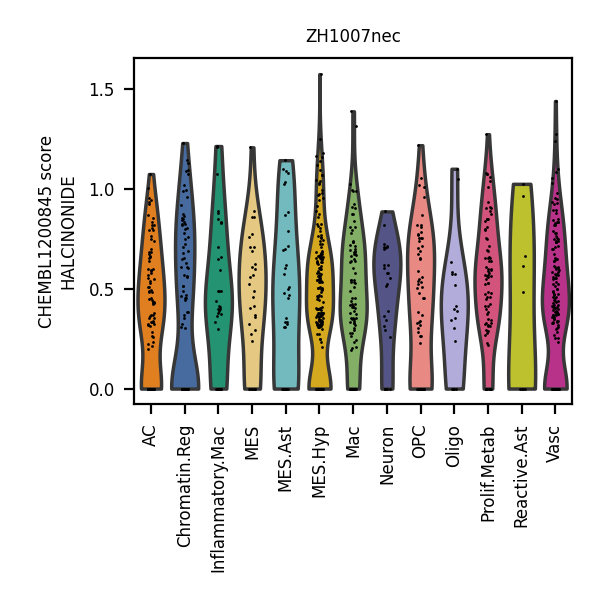 ZH1007nec
CHEMBL1200845 score
HALCINONIDE
1.5
1.0
0.5
0.0
AC
Chromatin.Reg
Inflammatory.Mac
MES
MES.Ast
MES.Hyp
Mac
Neuron
OPC
Oligo
Prolif.Metab
Reactive.Ast
Vasc